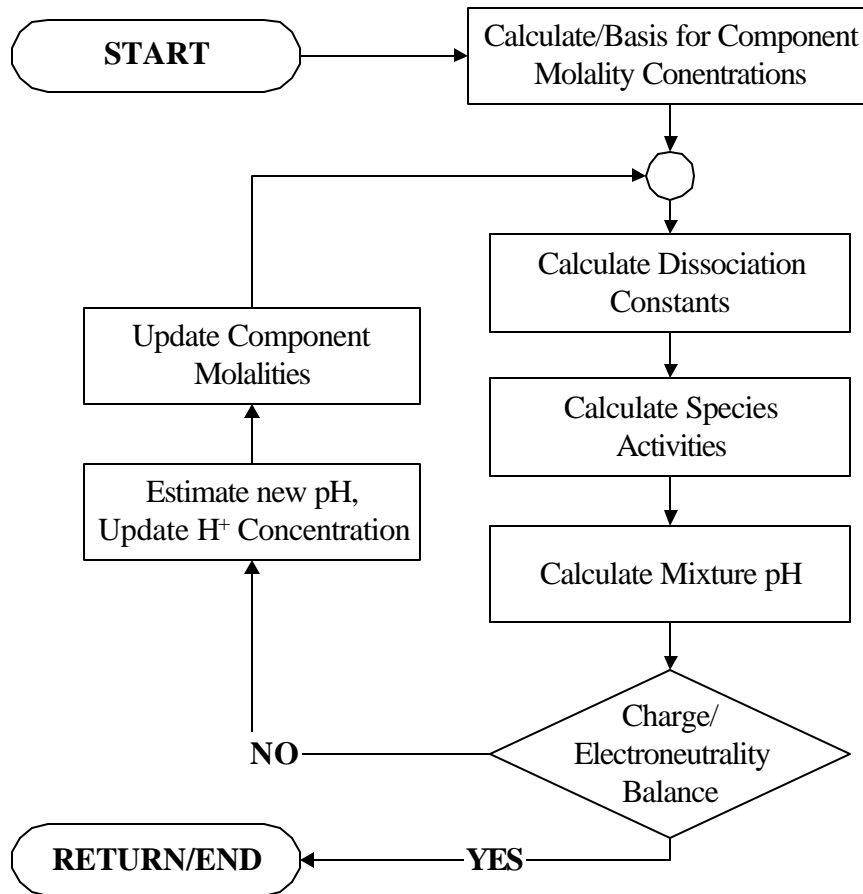 START
Calculate/Basis for Component
Molality Conentrations
Calculate Dissociation
Constants
Update Component
Molalities
Calculate Species
Activities
Estimate new pH,
Update H⁺ Concentration
Calculate Mixture pH
Charge/
Electroneutrality
Balance
NO
YES
RETURN/END